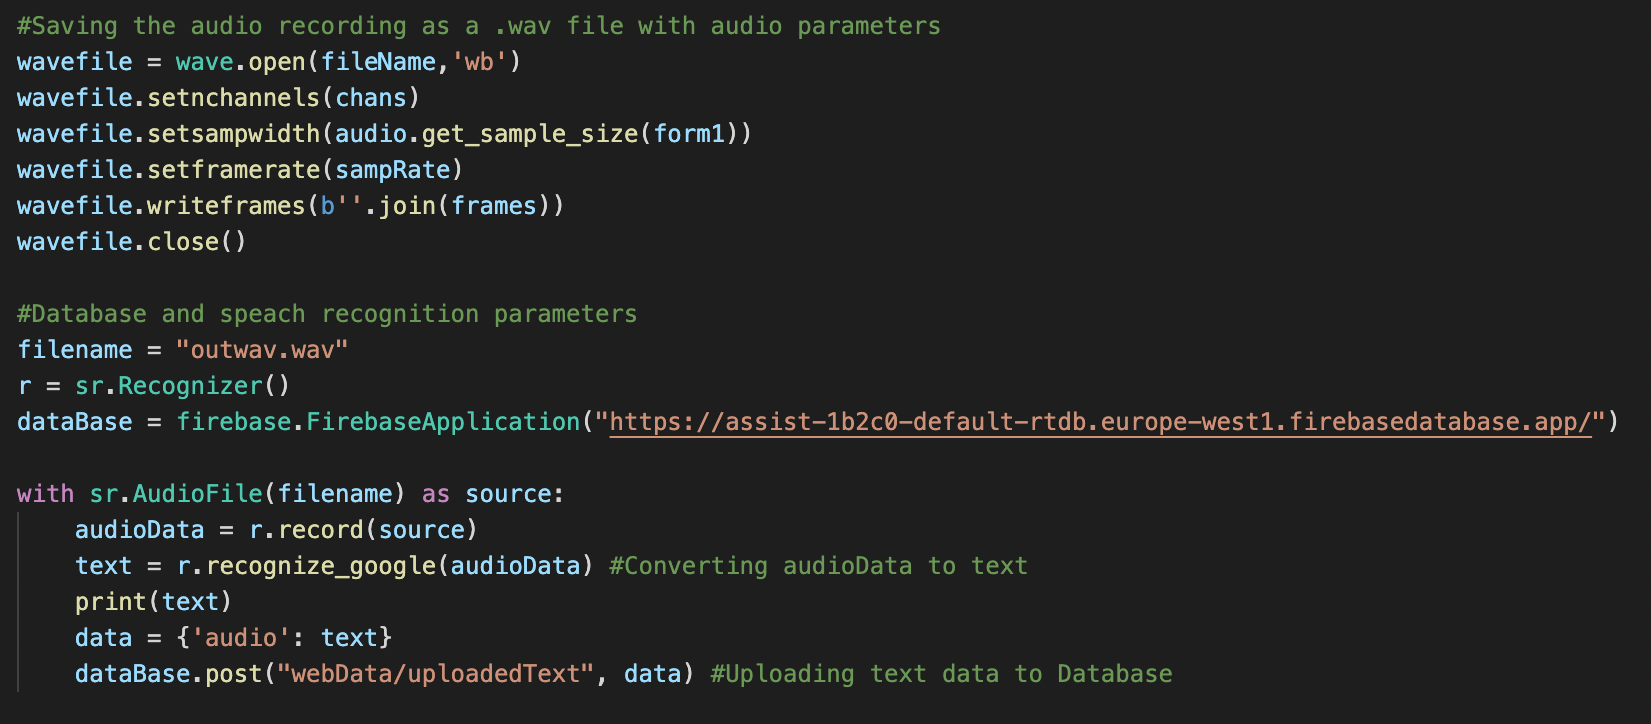 #Saving the audio recording as a .wav file with audio parameters
wavefile = wave.open(fileName,'wb')
wavefile.setnchannels(chans)
wavefile.setsampwidth(audio.get_sample_size(form1))
wavefile.setframerate(sampRate)
wavefile.writeframes(b''.join(frames))
wavefile.close()

#Database and speach recognition parameters
filename = "outwav.wav"
r = sr.Recognizer()
dataBase = firebase.FirebaseApplication("https://assist-1b2c0-default-rtdb.europe-west1.firebasedatabase.app/")

with sr.AudioFile(filename) as source:
    audioData = r.record(source)
    text = r.recognize_google(audioData) #Converting audioData to text
    print(text)
    data = {'audio': text}
    dataBase.post("webData/uploadedText", data) #Uploading text data to Database